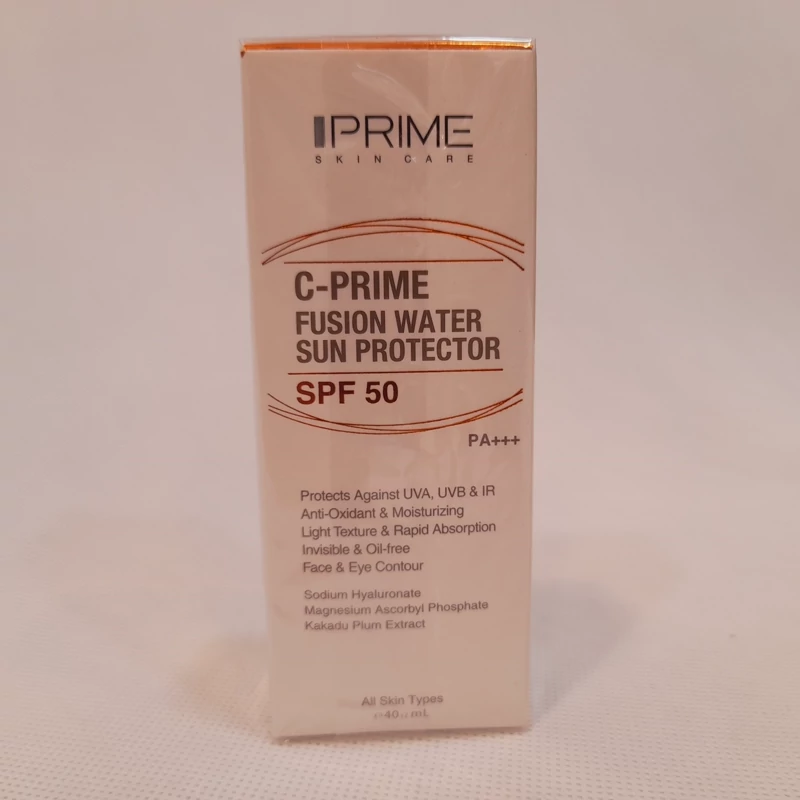 PRIME
SKIN CARE
C-PRIME
FUSION WATER
SUN PROTECTOR
SPF 50
PA+++
Protects Against UVA, UVB & IR
Anti-Oxidant & Moisturizing
Light Texture & Rapid Absorption
Invisible & Oil-free
Face & Eye Contour
Sodium Hyaluronate
Magnesium Ascorbyl Phosphate
Kakadu Plum Extract
All Skin Types
40 mL